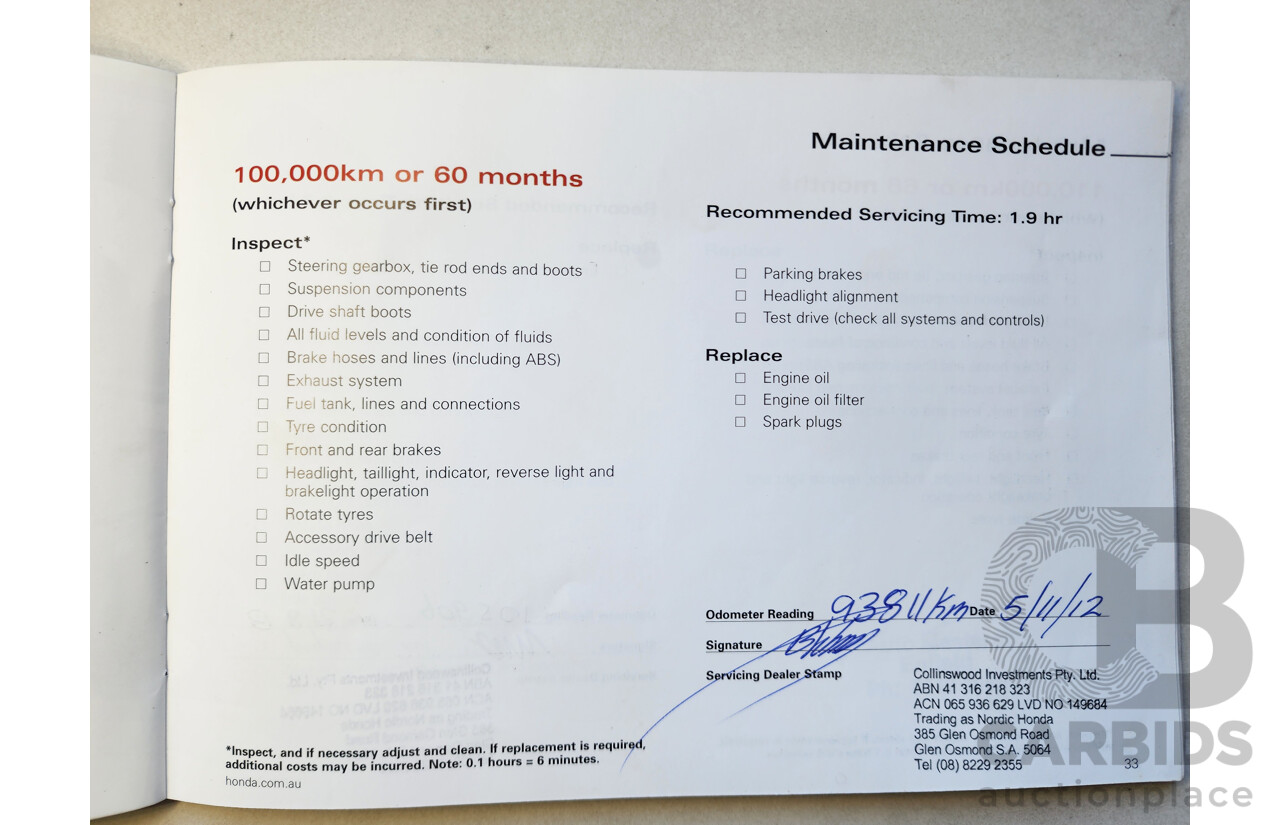 Maintenance Schedule
100,000km or 60 months
(whichever occurs first)
Inspect*
Steering gearbox, tie rod ends and boots
Suspension components
Drive shaft boots
All fluid levels and condition of fluids
Brake hoses and lines (including ABS)
Exhaust system
Fuel tank, lines and connections
Tyre condition
Front and rear brakes
Headlight, taillight, indicator, reverse light and
brakelight operation
Rotate tyres
Accessory drive belt
Idle speed
Water pump
*Inspect, and if necessary adjust and clean. If replacement is required,
additional costs may be incurred. Note: 0.1 hours = 6 minutes.
honda.com.au
Recommended Servicing Time: 1.9 hr
Parking brakes
Headlight alignment
Test drive (check all systems and controls)
Replace
Engine oil
Engine oil filter
Spark plugs
Odometer Reading 93811km Date 5/11/12
Signature
Servicing Dealer Stamp
Collinswood Investments Pty. Ltd.
ABN 41 316 218 323
ACN 065 936 629 LVD NO 149684
Trading as Nordic Honda
385 Glen Osmond Road
Glen Osmond S.A. 5064
Tel (08) 8229 2355
33
CARBIDS
auctionplace